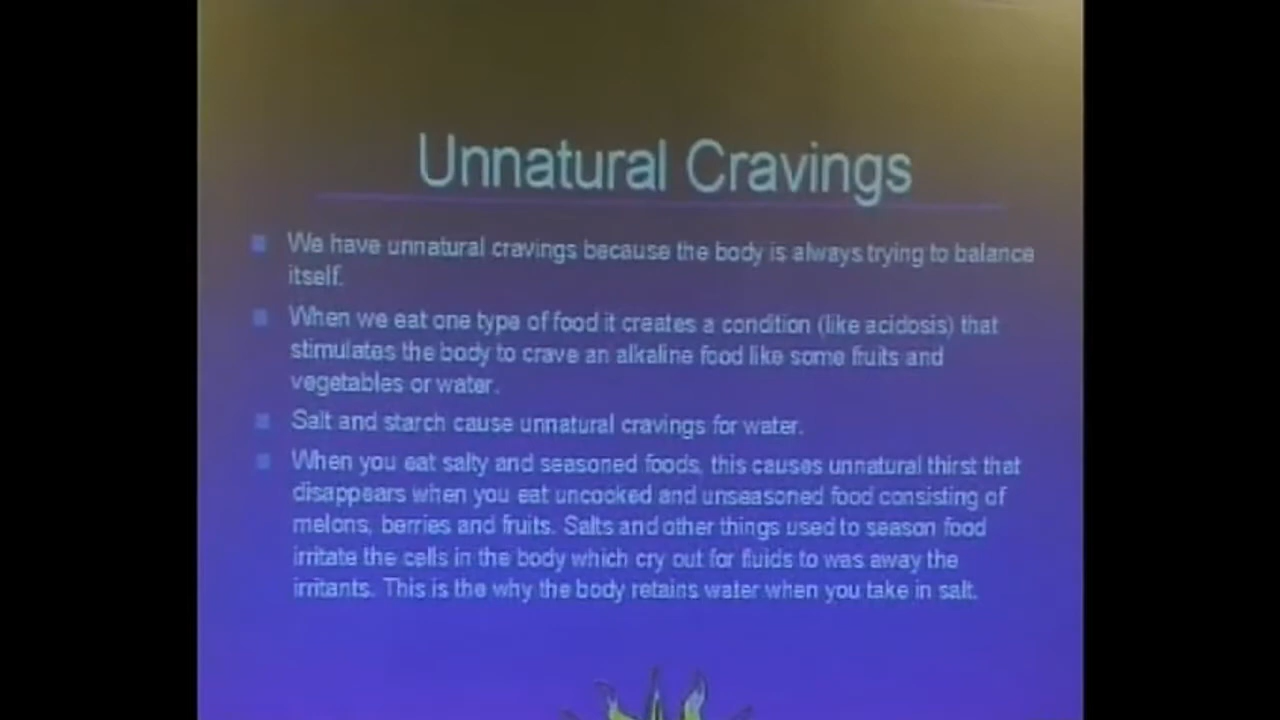 Unnatural Cravings
We have unnatural cravings because the body is always trying to balance
itself.
When we eat one type of food it creates a condition (like acidosis) that
stimulates the body to crave an alkaline food like some fruits and
vegetables or water.
Salt and starch cause unnatural cravings for water.
When you eat salty and seasoned foods, this causes unnatural thirst that
disappears when you eat uncooked and unseasoned food consisting of
melons, berries and fruits. Salts and other things used to season food
irritate the cells in the body which cry out for fluids to was away the
irritants. This is the why the body retains water when you take in salt.